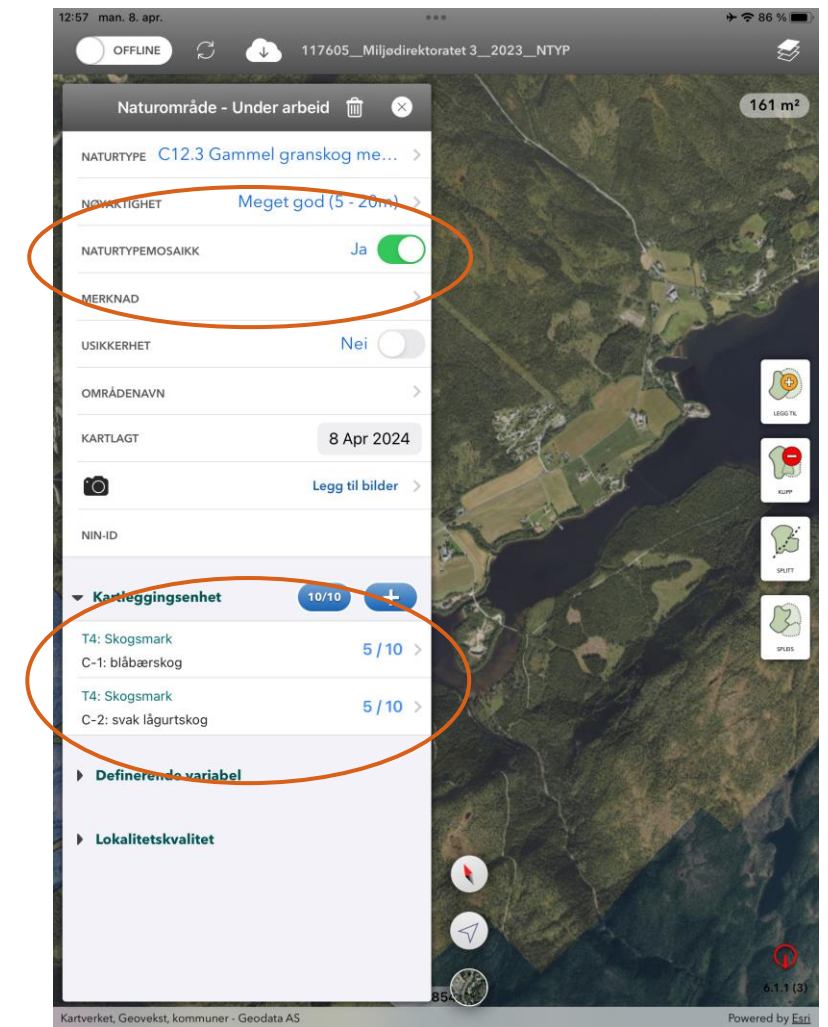 12:57 man. 8. apr.
86 %
OFFLINE
117605__Miljødirektoratet 3__2023__NTYP
Naturområde - Under arbeid
161 m²
NATURTYPE C12.3 Gammel granskog me...
NØYAKTIGHET Meget god (5 - 20m)
NATURTYPEMOSAIKK Ja
MERKNAD
USIKKERHET Nei
OMRÅDENAVN
KARTLAGT 8 Apr 2024
Legg til bilder
NIN-ID
Kartleggingsenhet 10/10 +
T4: Skogsmark
C-1: blåbærskog
5 / 10
T4: Skogsmark
C-2: svak lågurtskog
5 / 10
Definerende variabel
Lokalitetskvalitet
LEGG TIL
KLIPP
SPLITT
6.1.1 (3)
Kartverket, Geovekst, kommuner - Geodata AS
Powered by Esri